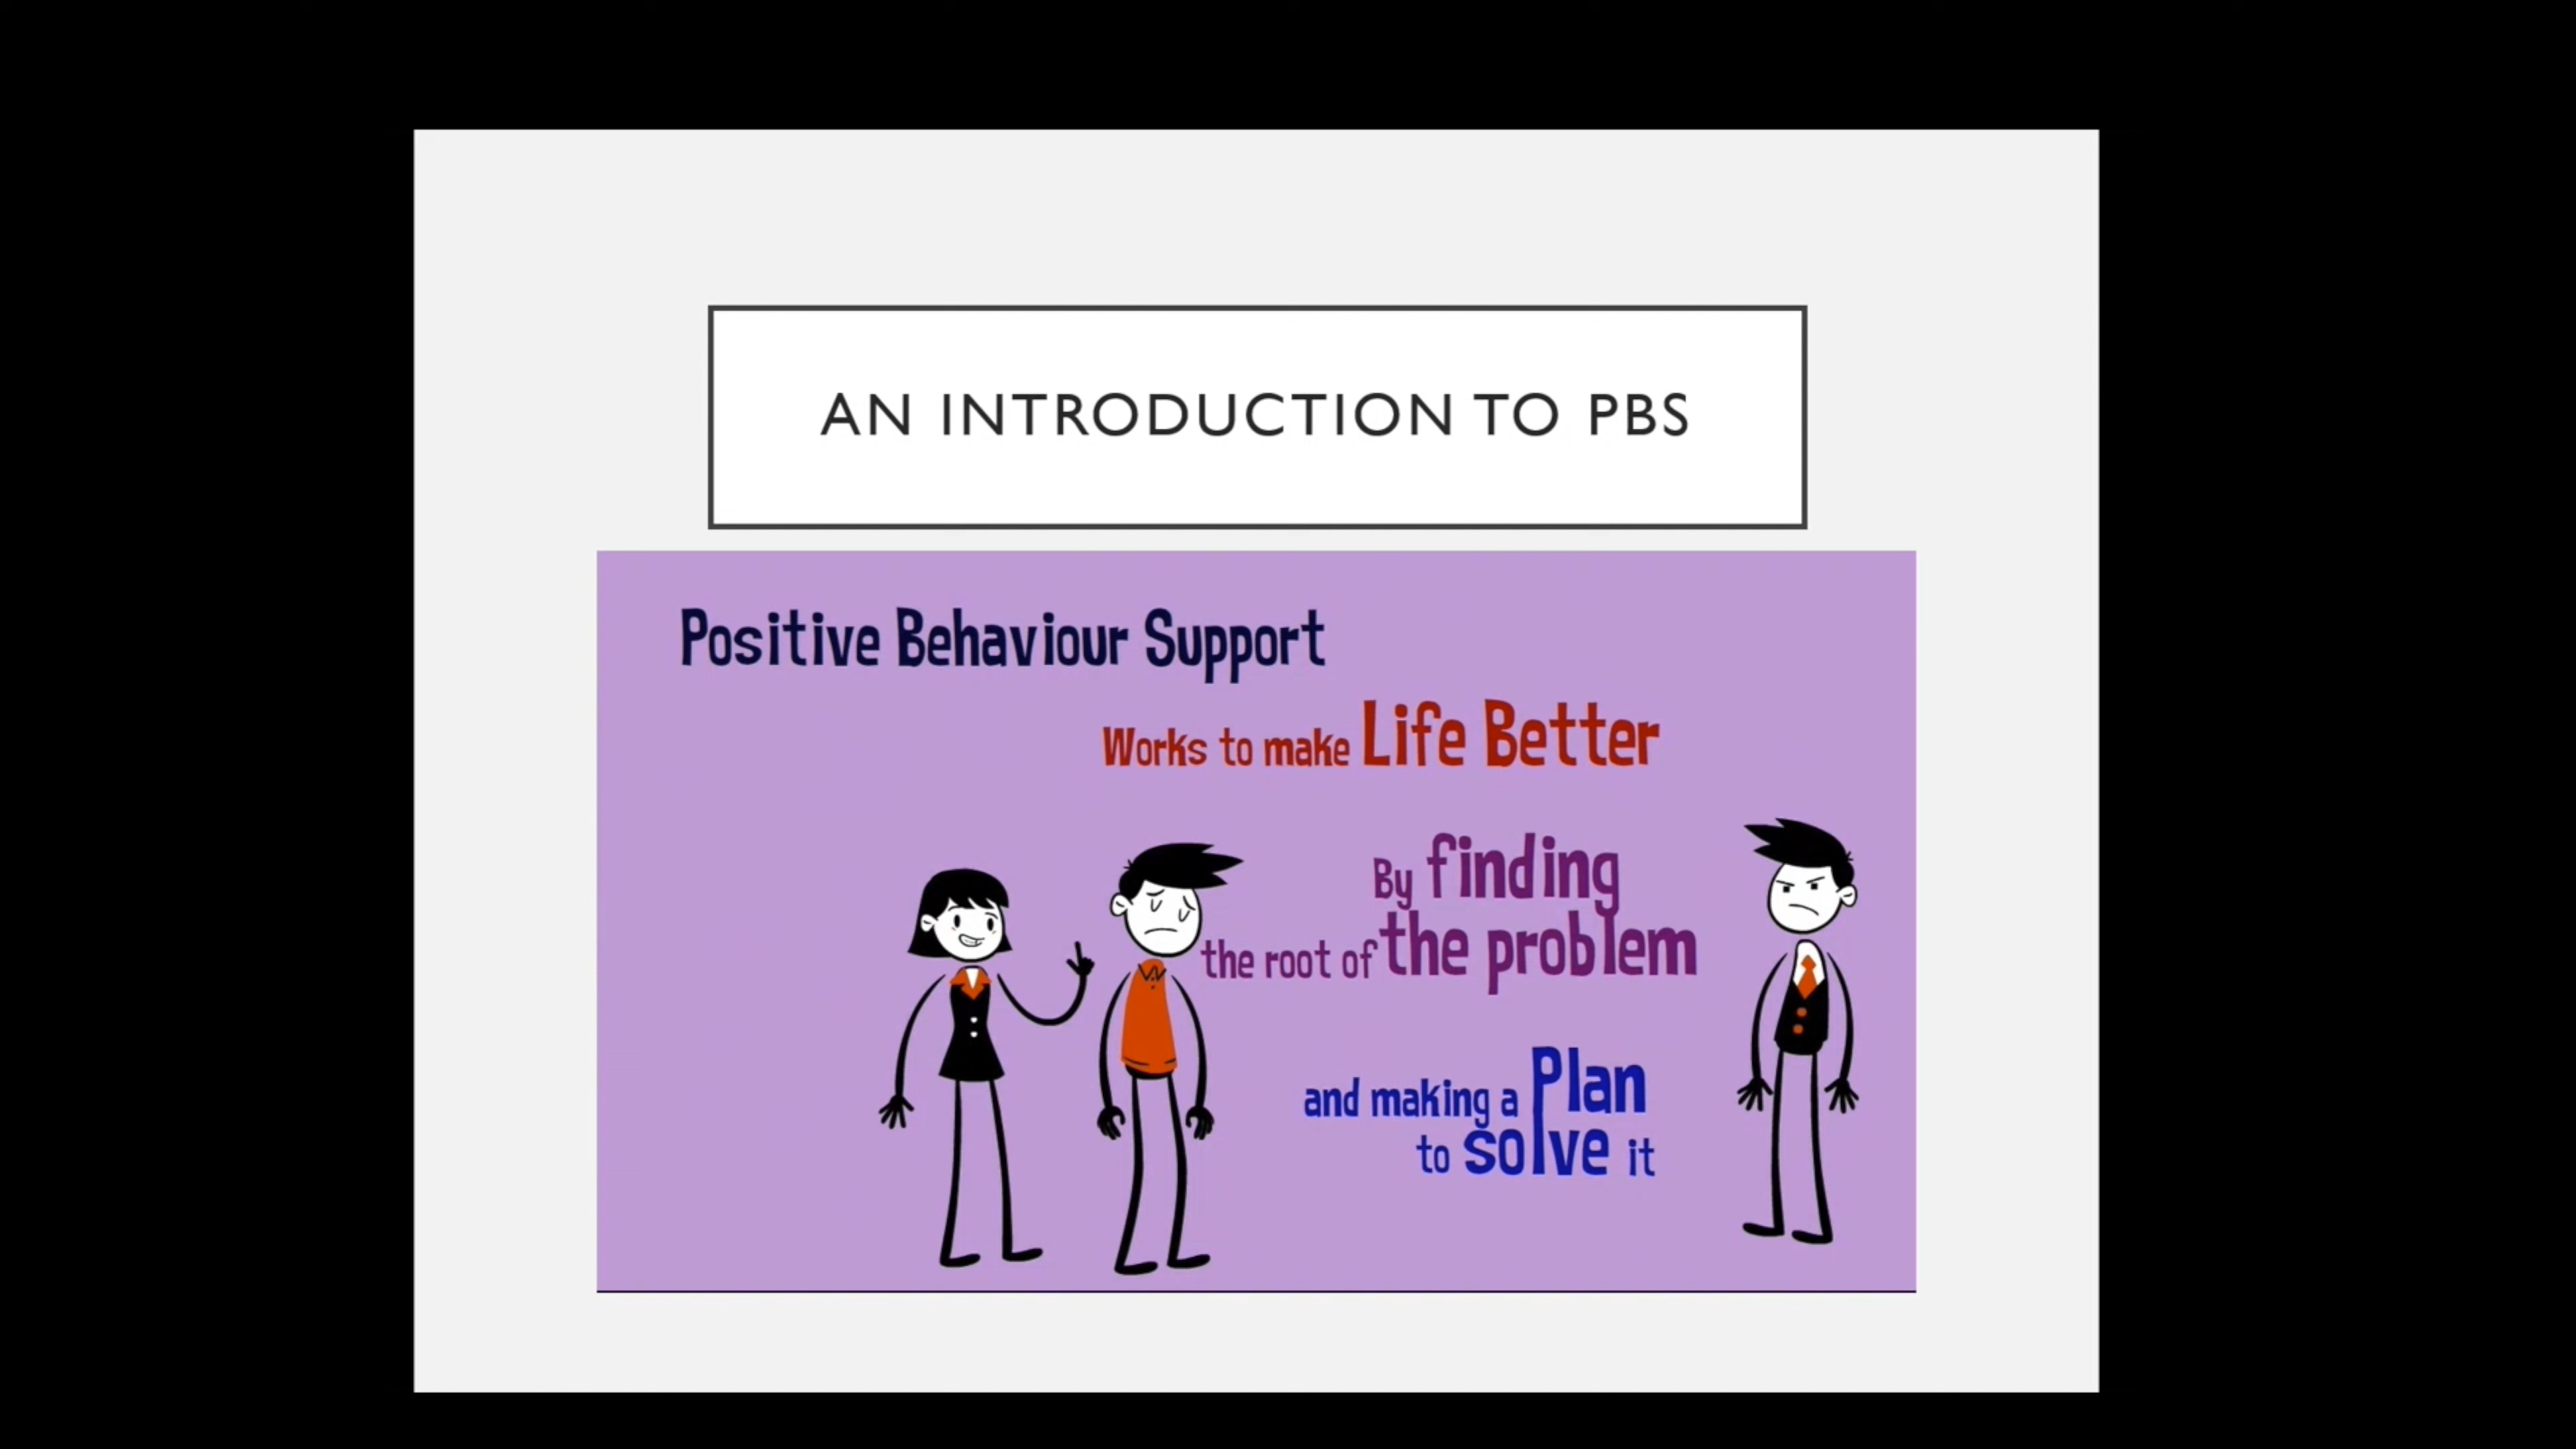 AN INTRODUCTION TO PBS
Positive Behaviour Support
Works to make Life Better
By finding
the root of the problem
and making a Plan
to solve it